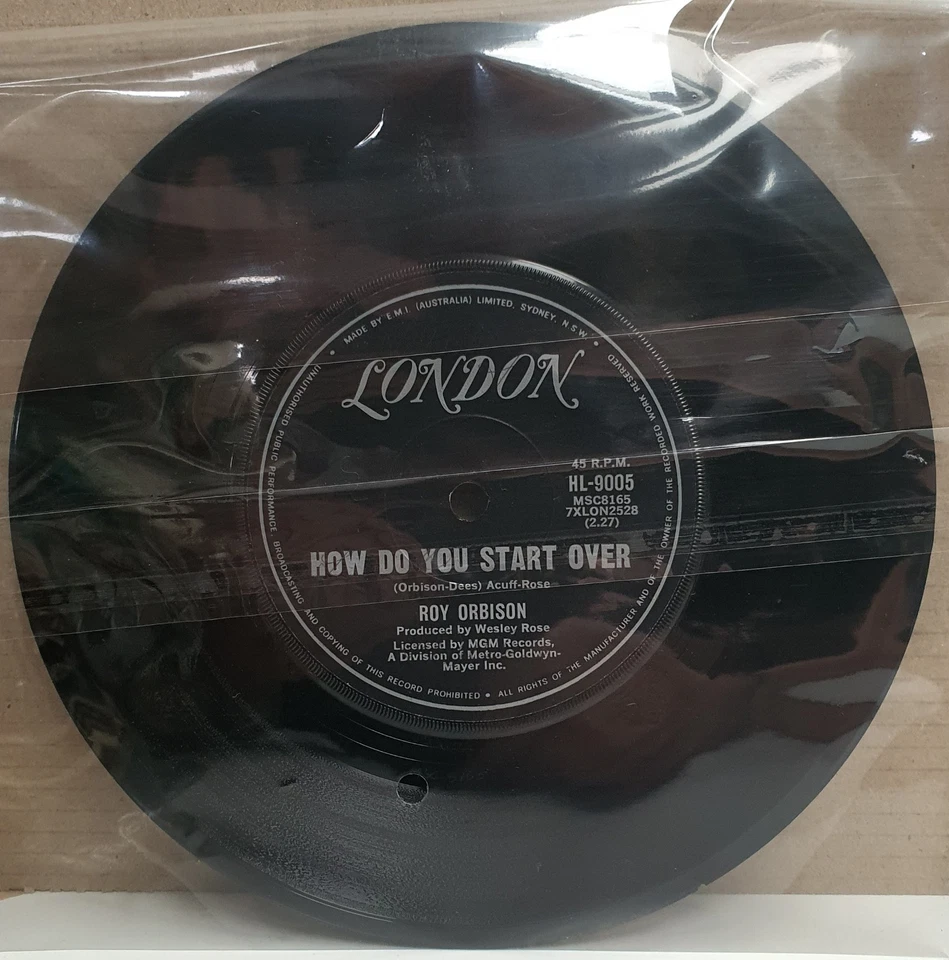 MADE BY E.M.I. (AUSTRALIA) LIMITED, SYDNEY, N.S.W.
LONDON
45 R.P.M.
HL-9005
MSC8165
7XLON2528
(2.27)
HOW DO YOU START OVER
(Orbison-Dees) Acuff-Rose
ROY ORBISON
Produced by Wesley Rose
Licensed by MGM Records,
A Division of Metro-Goldwyn-
Mayer Inc.
UNAUTHORISED PUBLIC PERFORMANCE BROADCASTING AND COPYING OF THIS RECORD PROHIBITED • ALL RIGHTS OF THE MANUFACTURER AND OF THE OWNER OF THE RECORDED WORK RESERVED